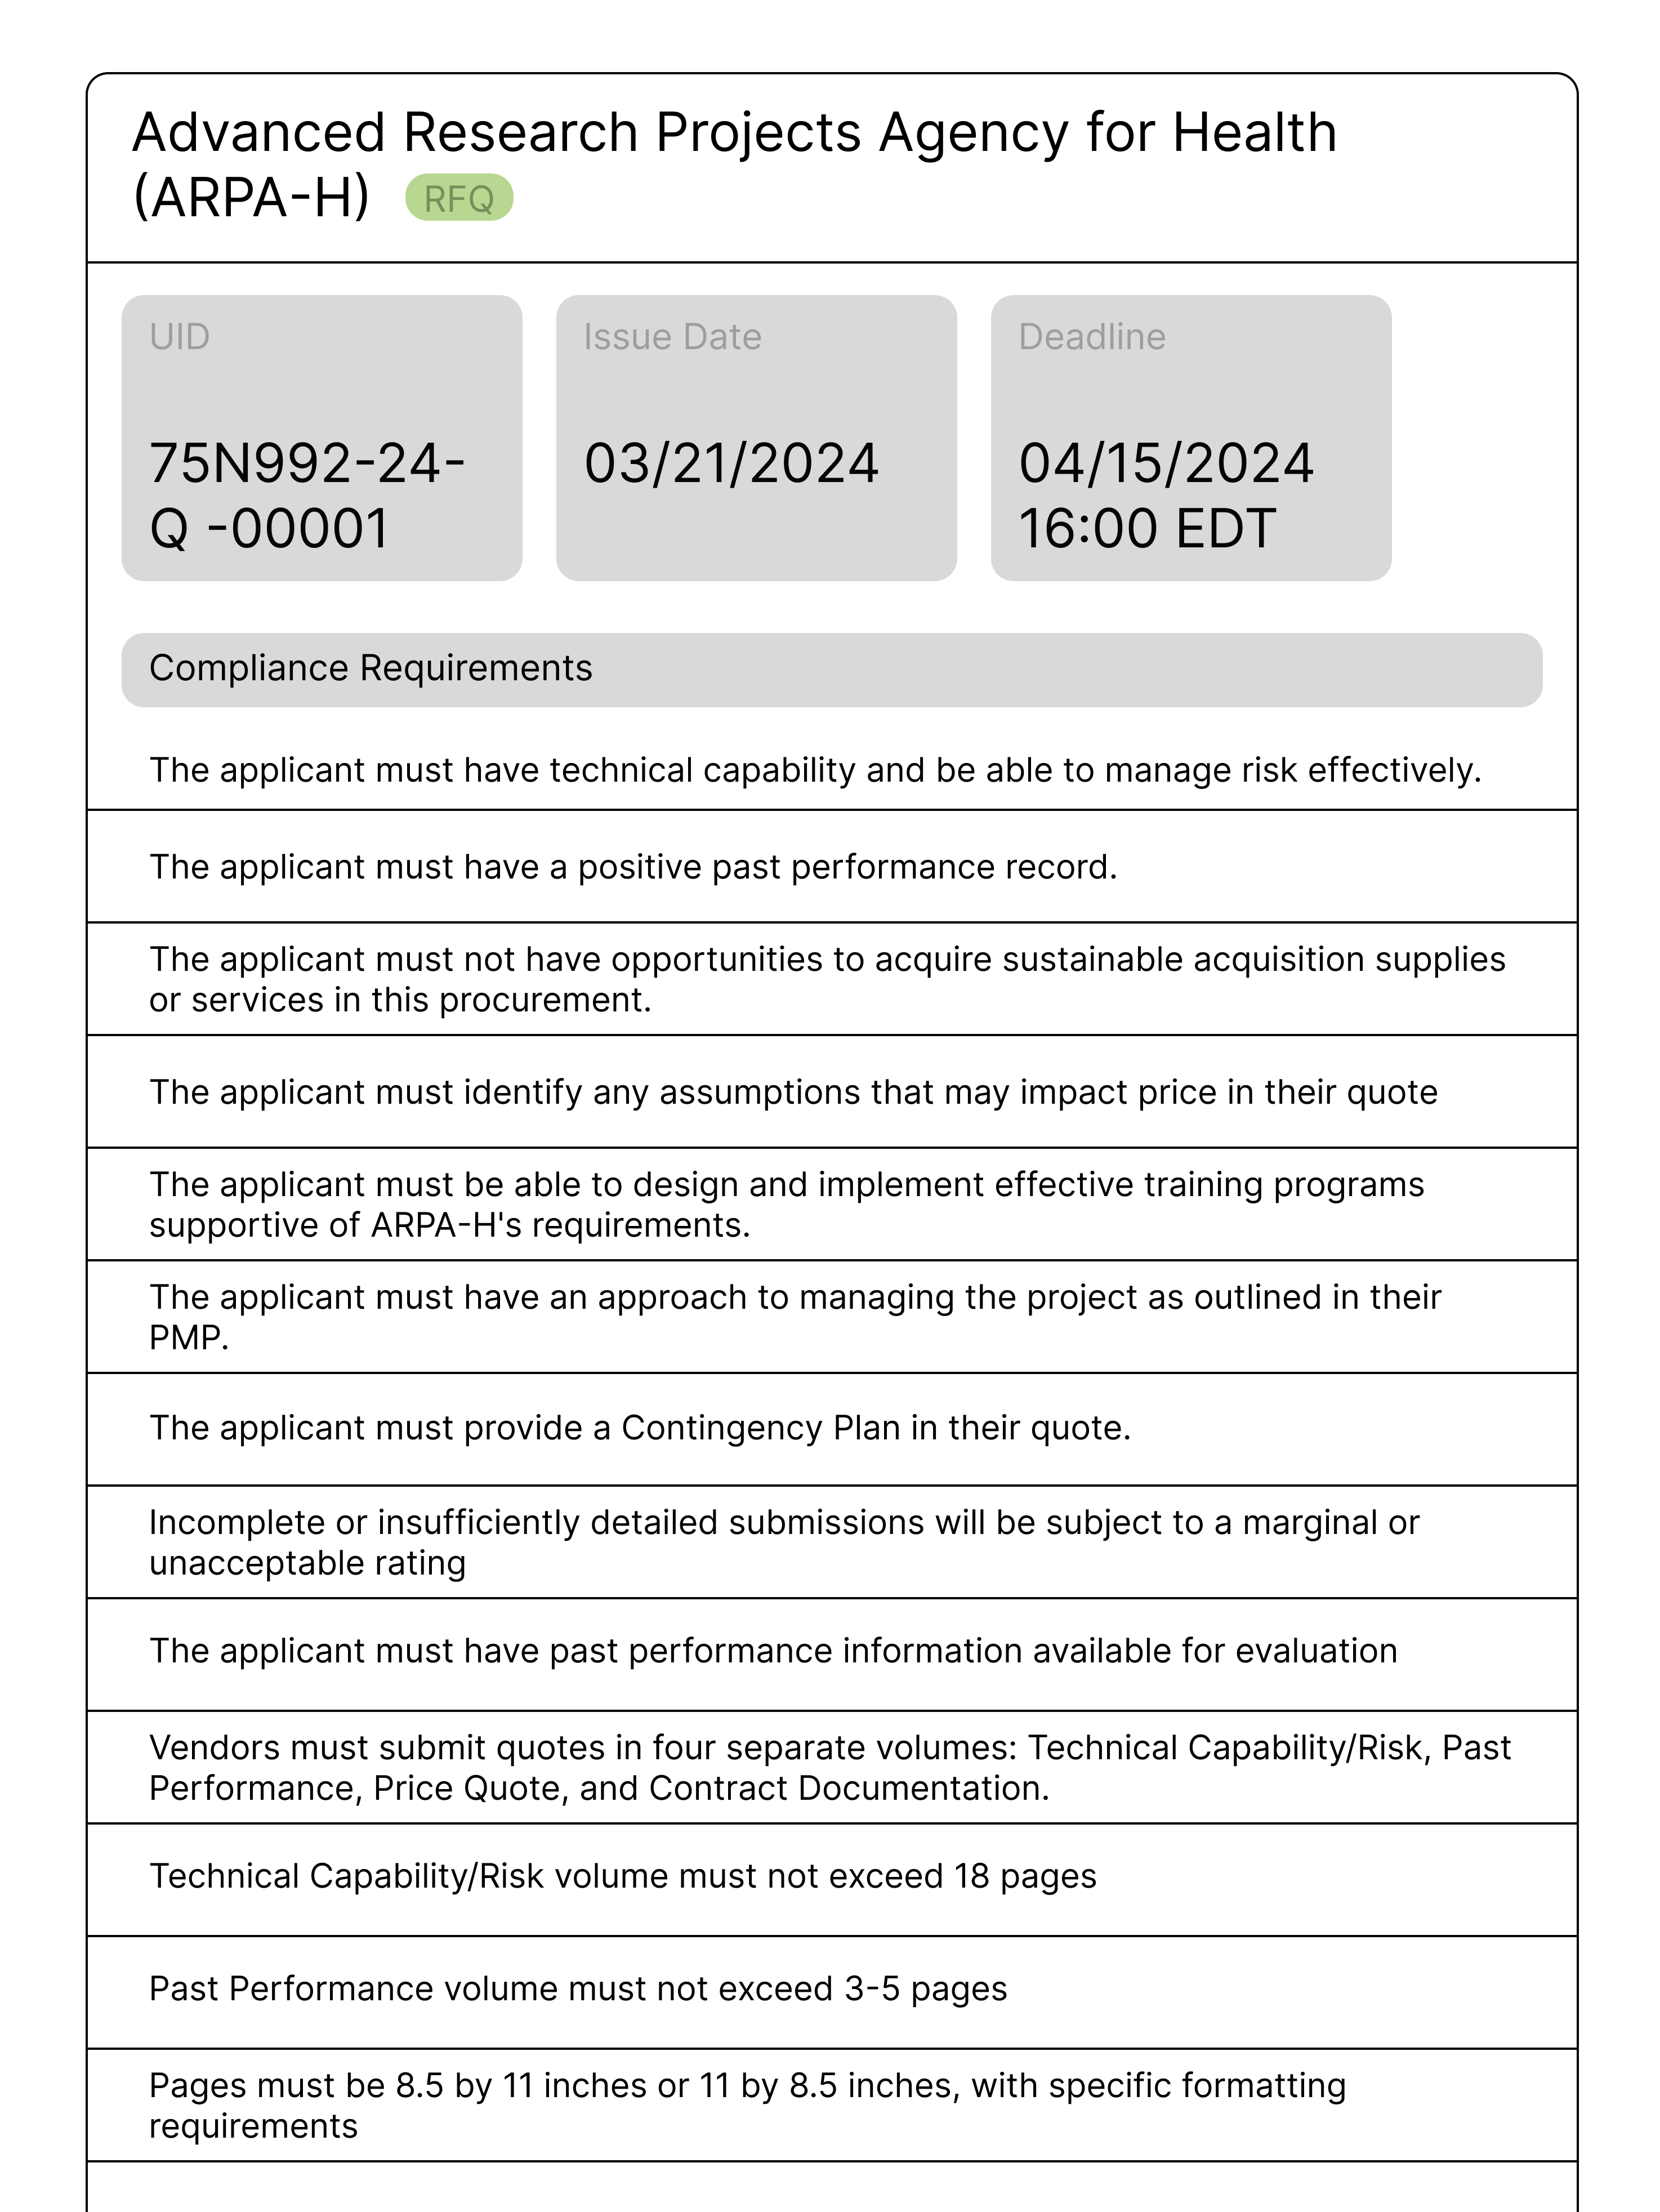 Advanced Research Projects Agency for Health
(ARPA-H) RFQ
UID
75N992-24-
Q -00001
Issue Date
03/21/2024
Deadline
04/15/2024
16:00 EDT
Compliance Requirements
The applicant must have technical capability and be able to manage risk effectively.
The applicant must have a positive past performance record.
The applicant must not have opportunities to acquire sustainable acquisition supplies
or services in this procurement.
The applicant must identify any assumptions that may impact price in their quote
The applicant must be able to design and implement effective training programs
supportive of ARPA-H's requirements.
The applicant must have an approach to managing the project as outlined in their
PMP.
The applicant must provide a Contingency Plan in their quote.
Incomplete or insufficiently detailed submissions will be subject to a marginal or
unacceptable rating
The applicant must have past performance information available for evaluation
Vendors must submit quotes in four separate volumes: Technical Capability/Risk, Past
Performance, Price Quote, and Contract Documentation.
Technical Capability/Risk volume must not exceed 18 pages
Past Performance volume must not exceed 3-5 pages
Pages must be 8.5 by 11 inches or 11 by 8.5 inches, with specific formatting
requirements